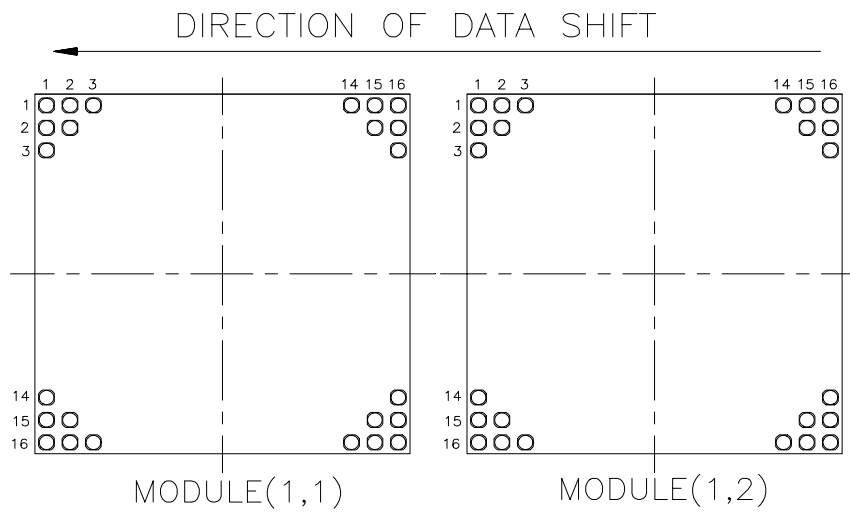 DIRECTION OF DATA SHIFT
1 2 3 14 15 16 1 2 3 14 15 16
1 1
2 2
3 3
14 14
15 15
16 16
MODULE(1,1) MODULE(1,2)